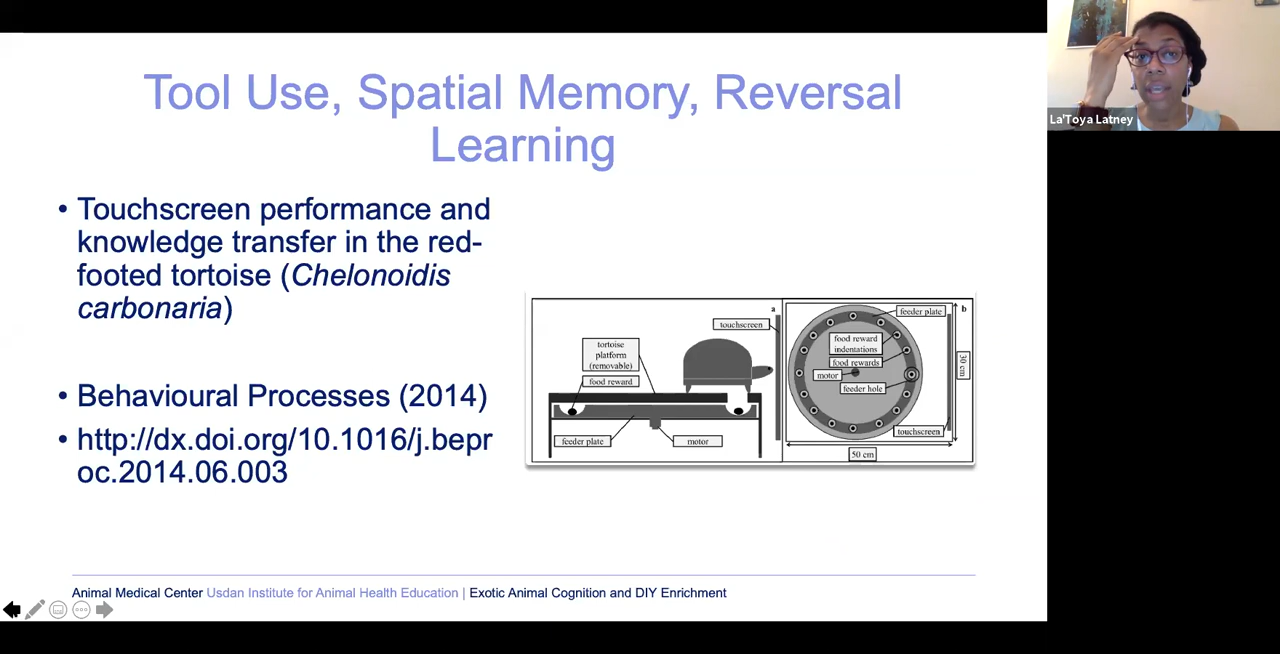 Tool Use, Spatial Memory, Reversal
Learning
La'Toya Latney
• Touchscreen performance and
knowledge transfer in the red-
footed tortoise (Chelonoidis
carbonaria)
• Behavioural Processes (2014)
• http://dx.doi.org/10.1016/j.bepr
oc.2014.06.003
a
touchscreen
tortoise
platform
(removable)
food reward
feeder plate
motor
b
feeder plate
food reward
indentations
food rewards
motor
feeder hole
touchscreen
30 cm
50 cm
Animal Medical Center Usdan Institute for Animal Health Education | Exotic Animal Cognition and DIY Enrichment